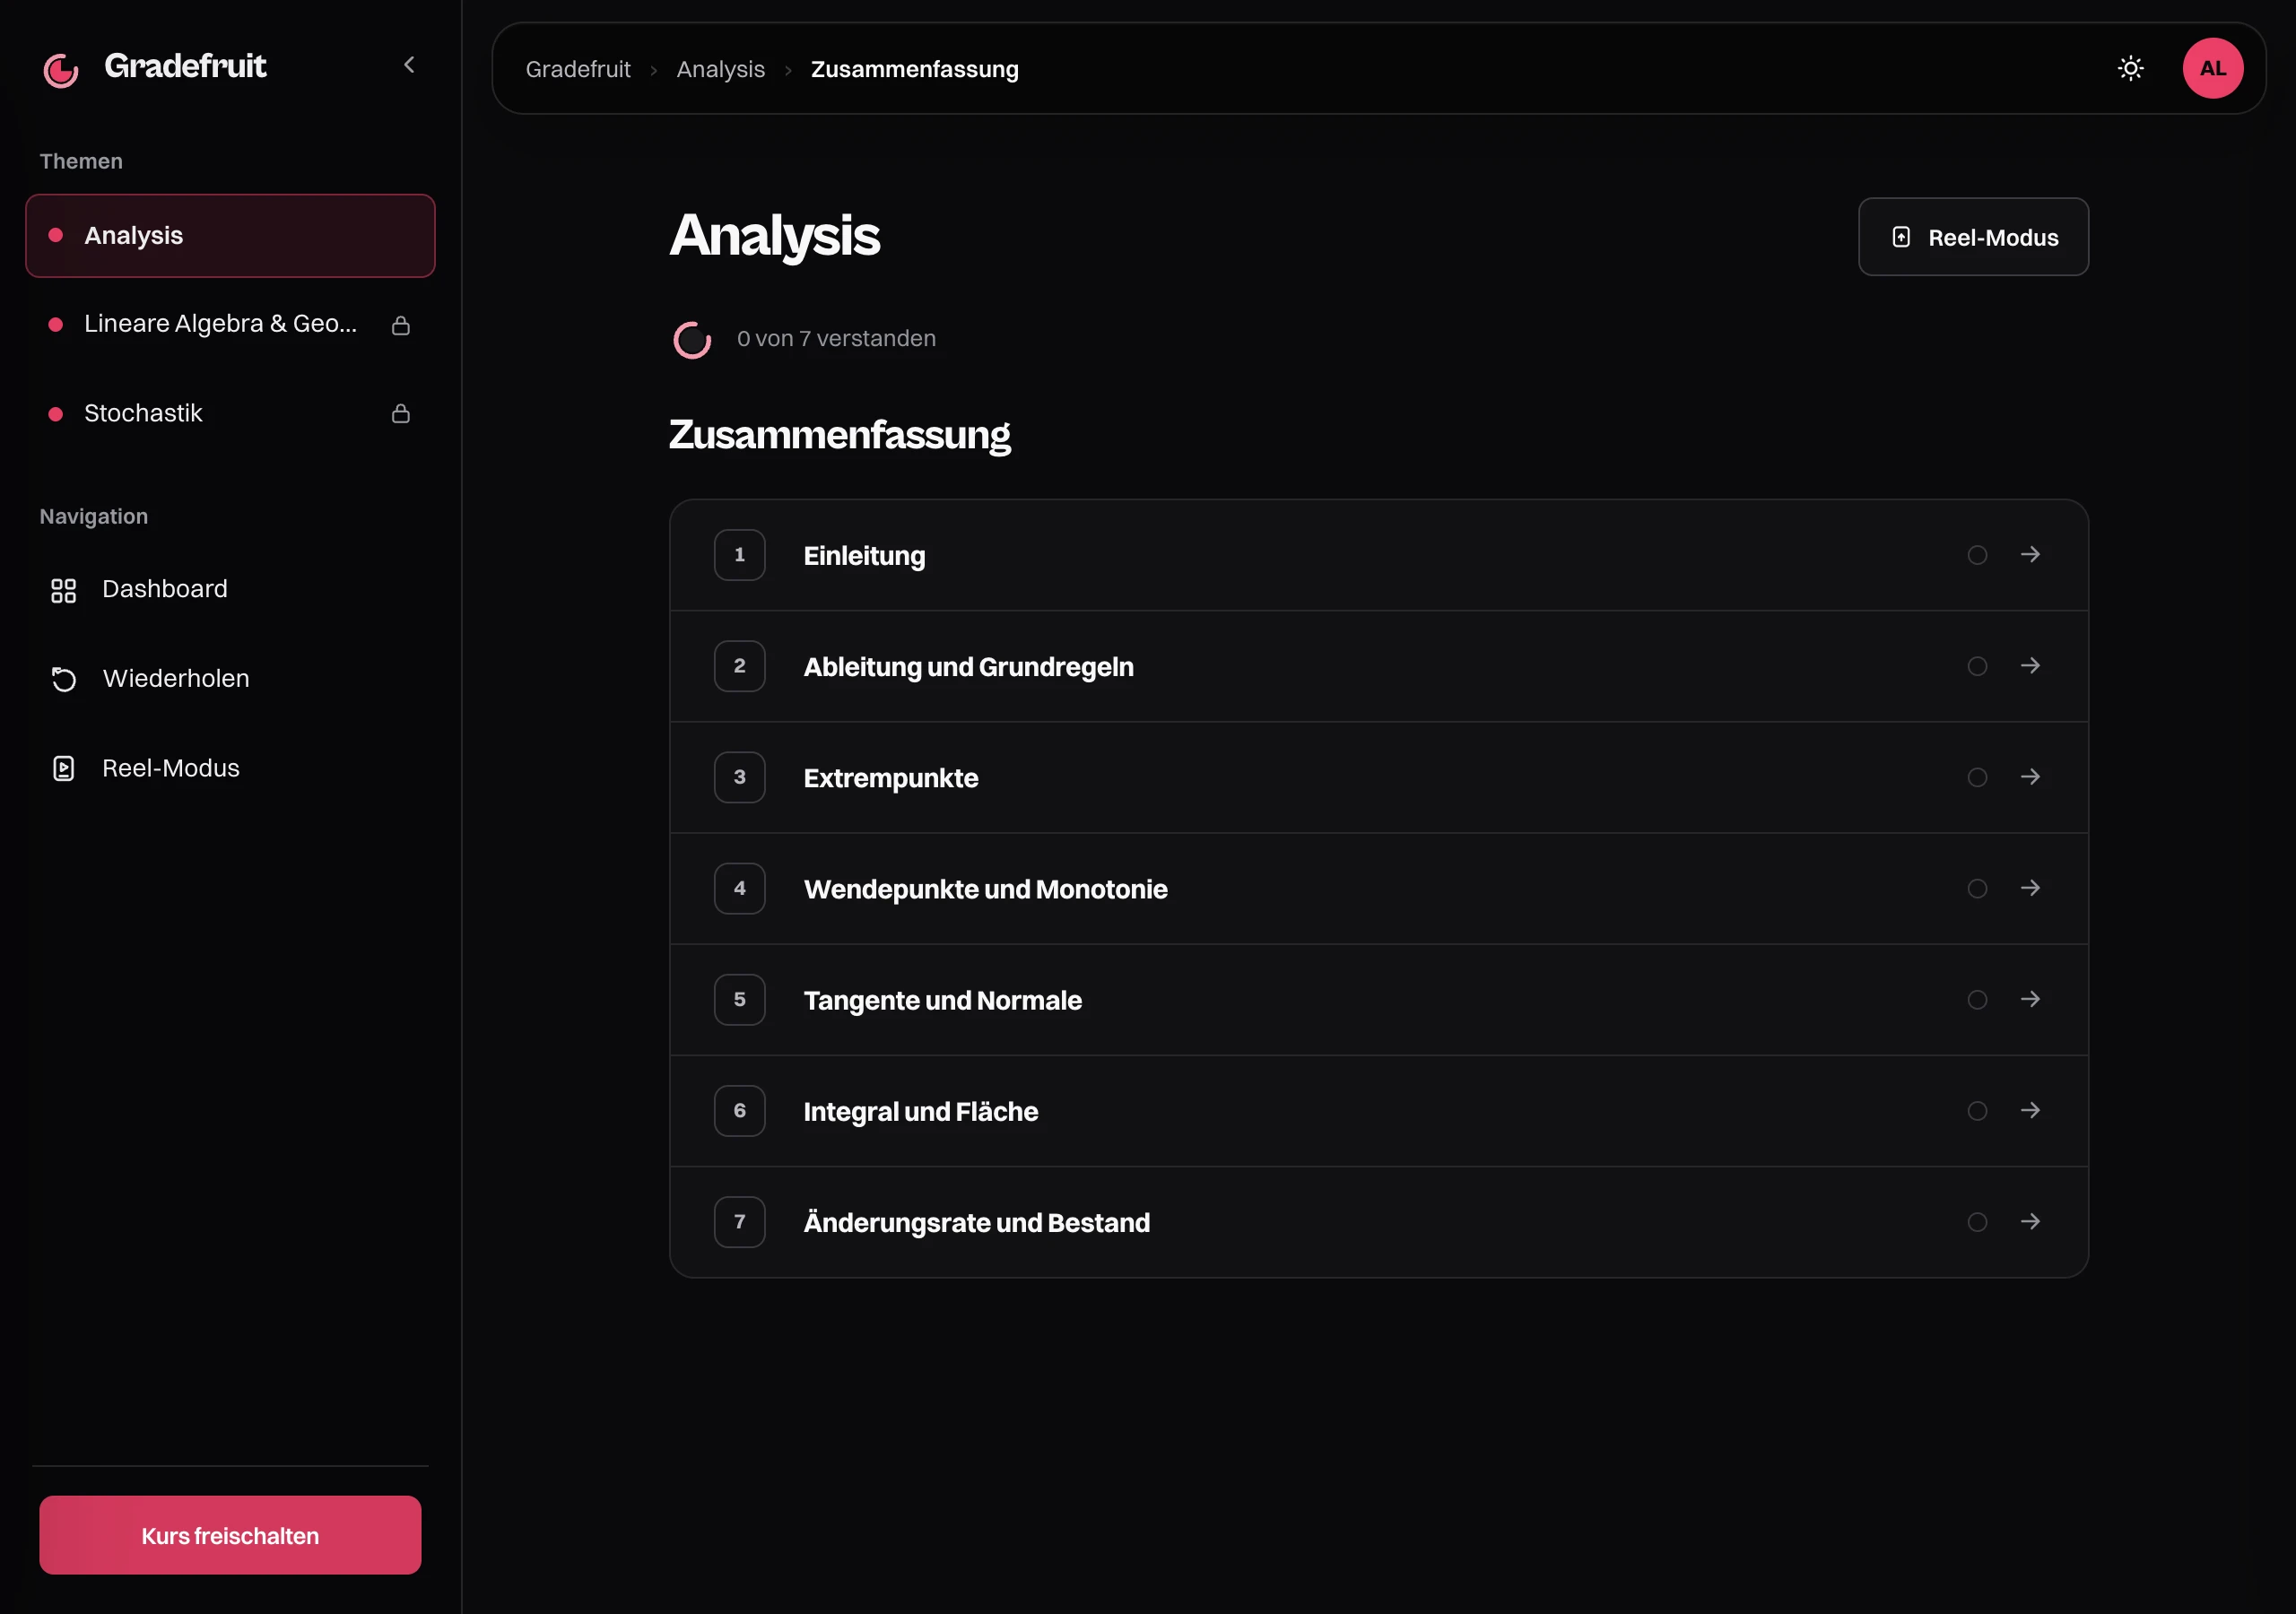 Gradefruit
Themen
Analysis
Lineare Algebra & Geo...
Stochastik
Navigation
Dashboard
Wiederholen
Reel-Modus
Kurs freischalten
Gradefruit › Analysis › Zusammenfassung
AL
Analysis
Reel-Modus
0 von 7 verstanden
Zusammenfassung
1 Einleitung
2 Ableitung und Grundregeln
3 Extrempunkte
4 Wendepunkte und Monotonie
5 Tangente und Normale
6 Integral und Fläche
7 Änderungsrate und Bestand